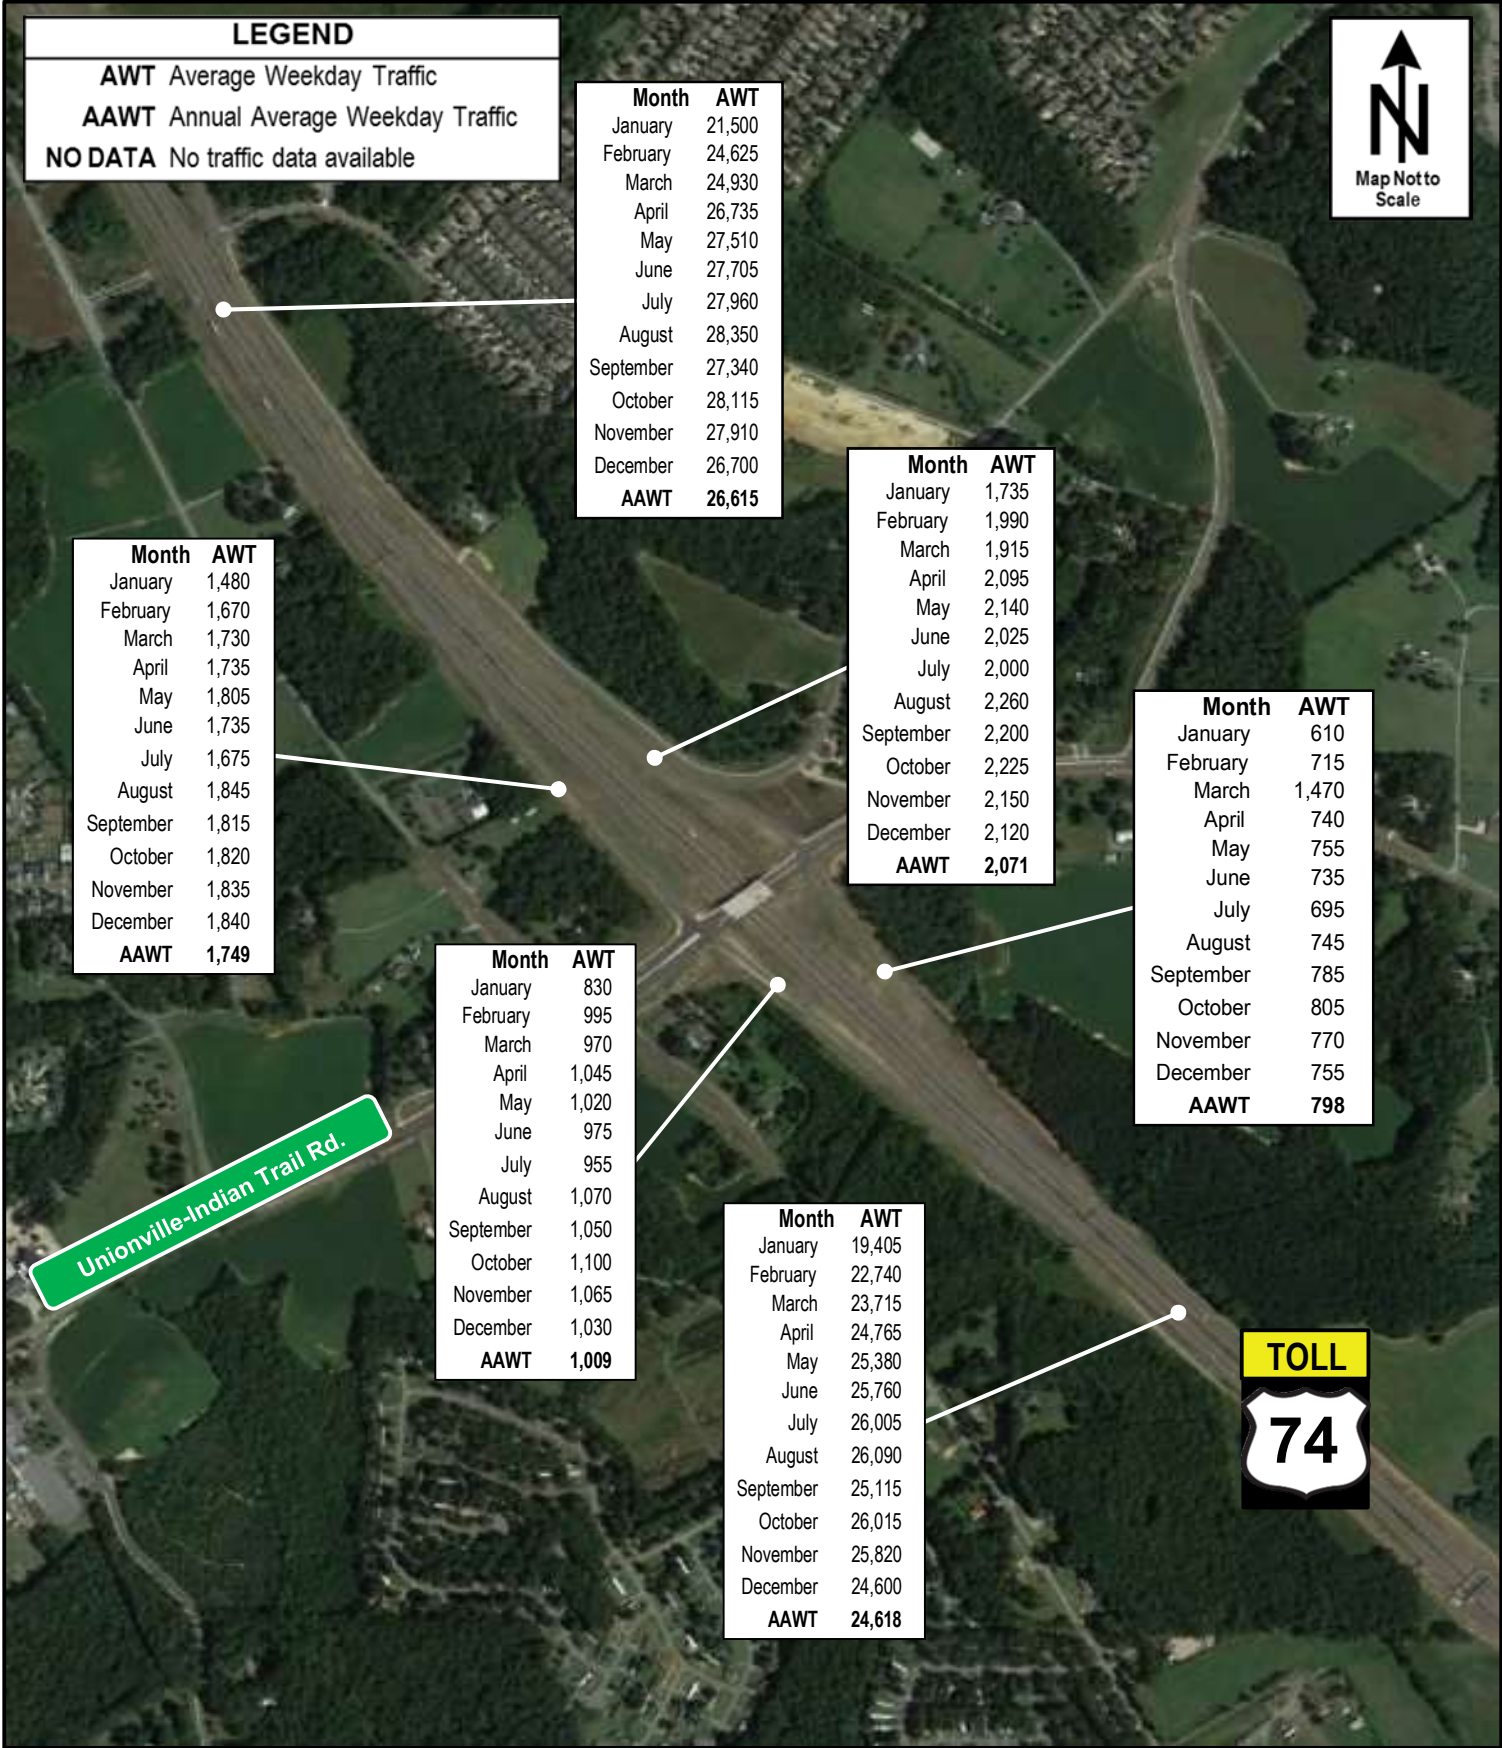 LEGEND
AWT Average Weekday Traffic
AAWT Annual Average Weekday Traffic
NO DATA No traffic data available
Map Not to
Scale
Month AWT
January 21,500
February 24,625
March 24,930
April 26,735
May 27,510
June 27,705
July 27,960
August 28,350
September 27,340
October 28,115
November 27,910
December 26,700
AAWT 26,615
Month AWT
January 1,735
February 1,990
March 1,915
April 2,095
May 2,140
June 2,025
July 2,000
August 2,260
September 2,200
October 2,225
November 2,150
December 2,120
AAWT 2,071
Month AWT
January 1,480
February 1,670
March 1,730
April 1,735
May 1,805
June 1,735
July 1,675
August 1,845
September 1,815
October 1,820
November 1,835
December 1,840
AAWT 1,749
Month AWT
January 610
February 715
March 1,470
April 740
May 755
June 735
July 695
August 745
September 785
October 805
November 770
December 755
AAWT 798
Month AWT
January 830
February 995
March 970
April 1,045
May 1,020
June 975
July 955
August 1,070
September 1,050
October 1,100
November 1,065
December 1,030
AAWT 1,009
Unionville-Indian Trail Rd.
Month AWT
January 19,405
February 22,740
March 23,715
April 24,765
May 25,380
June 25,760
July 26,005
August 26,090
September 25,115
October 26,015
November 25,820
December 24,600
AAWT 24,618
TOLL
74